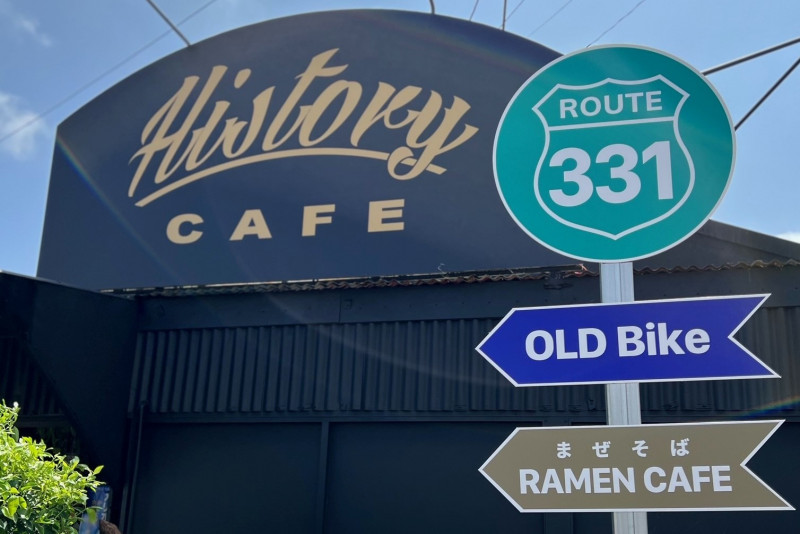 History
CAFE
ROUTE
331
OLD Bike
まぜそば
RAMEN CAFE